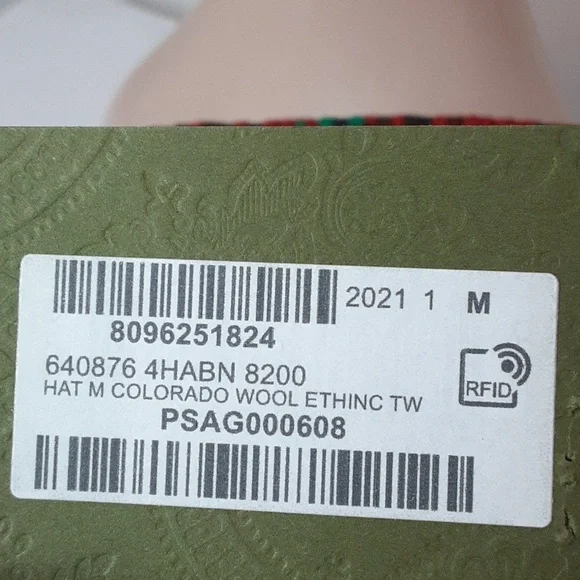 2021 1 M
8096251824
640876 4HABN 8200
HAT M COLORADO WOOL ETHINC TW
RFID
PSAG000608